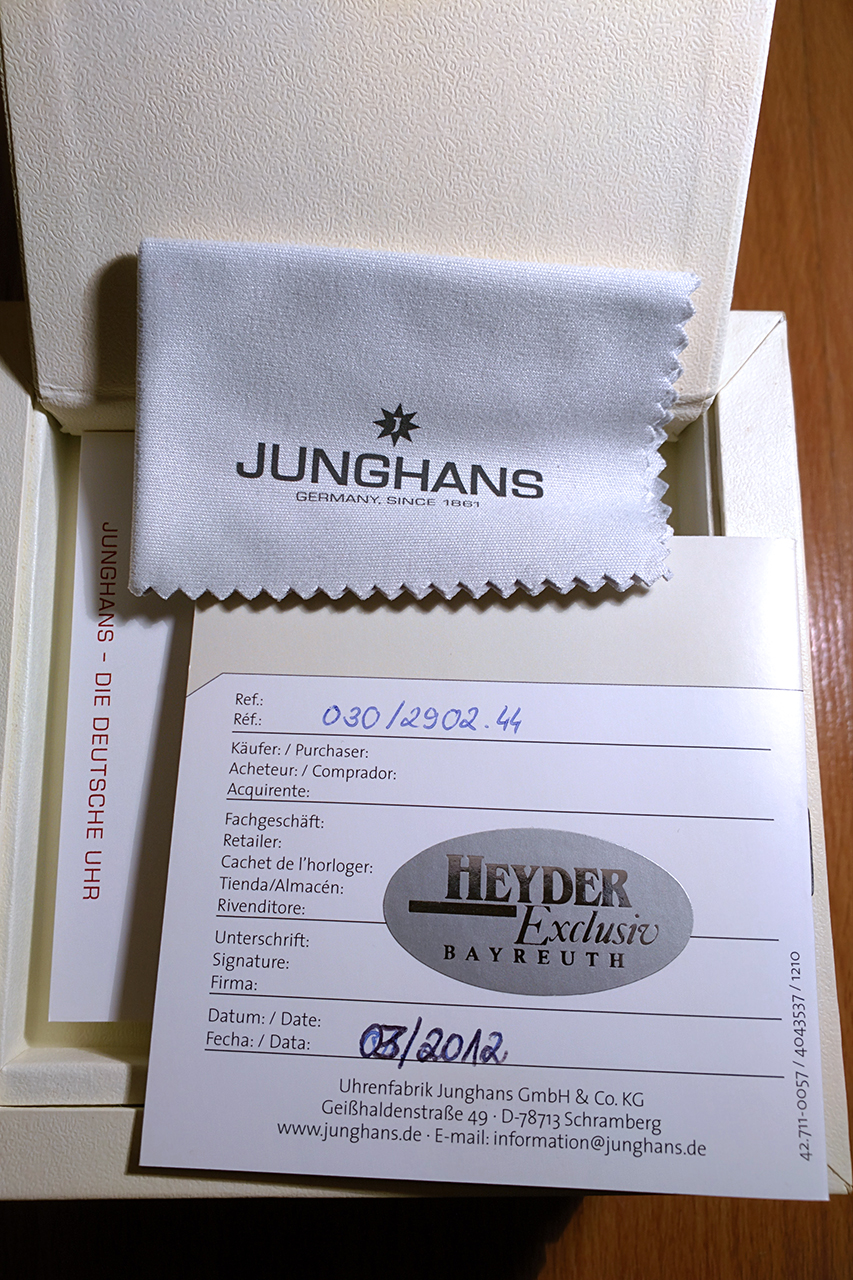 J
JUNGHANS
GERMANY. SINCE 1861
JUNGHANS – DIE DEUTSCHE UHR
Ref.:
Réf.: 030/2902.44
Käufer: / Purchaser:
Acheteur: / Comprador:
Acquirente:
Fachgeschäft:
Retailer:
Cachet de l'horloger:
Tienda/Almacén:
Rivenditore:
HEYDER
Exclusiv
BAYREUTH
Unterschrift:
Signature:
Firma:
Datum: / Date:
Fecha: / Data: 03/2012
Uhrenfabrik Junghans GmbH & Co. KG
Geißhaldenstraße 49 · D-78713 Schramberg
www.junghans.de · E-mail: information@junghans.de
42.711-0057 / 4043537 / 1210